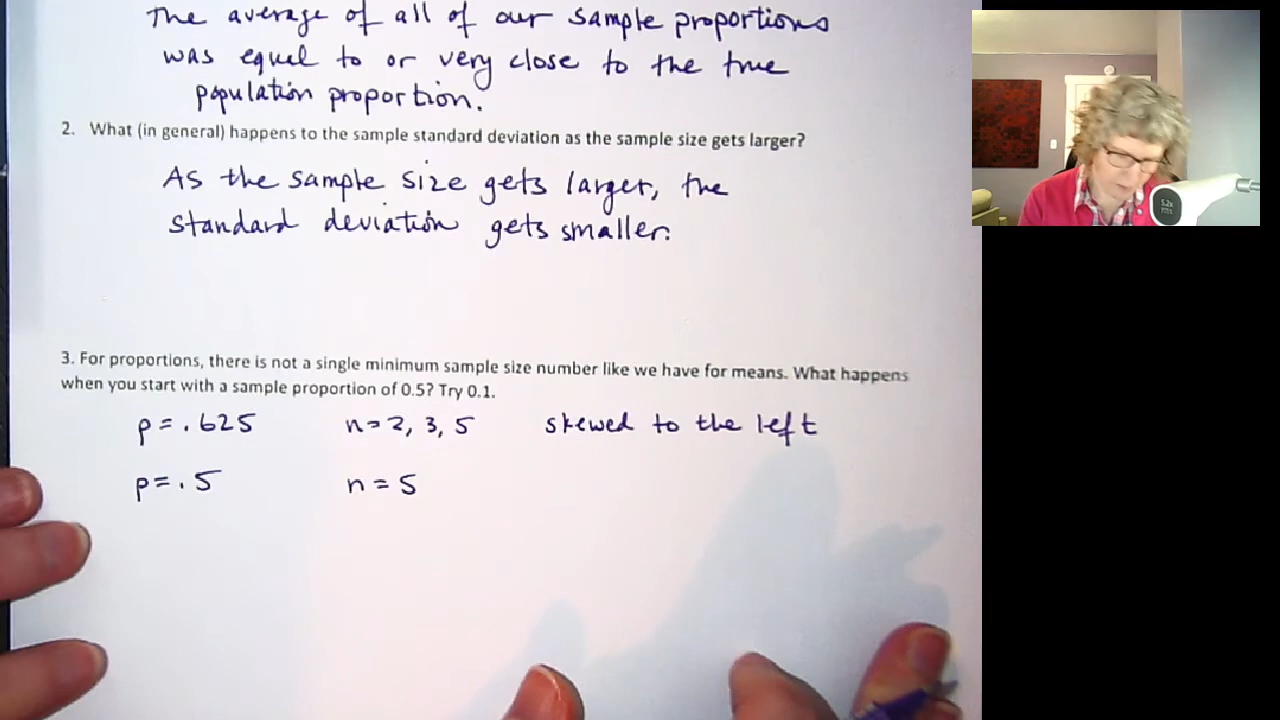 The average of all of our sample proportions
was equal to or very close to the true
population proportion.
2. What (in general) happens to the sample standard deviation as the sample size gets larger?
As the sample size gets larger, the
standard deviation gets smaller.
3. For proportions, there is not a single minimum sample size number like we have for means. What happens
when you start with a sample proportion of 0.5? Try 0.1.
p = .625 n = 2, 3, 5 skewed to the left
p = .5 n = 5